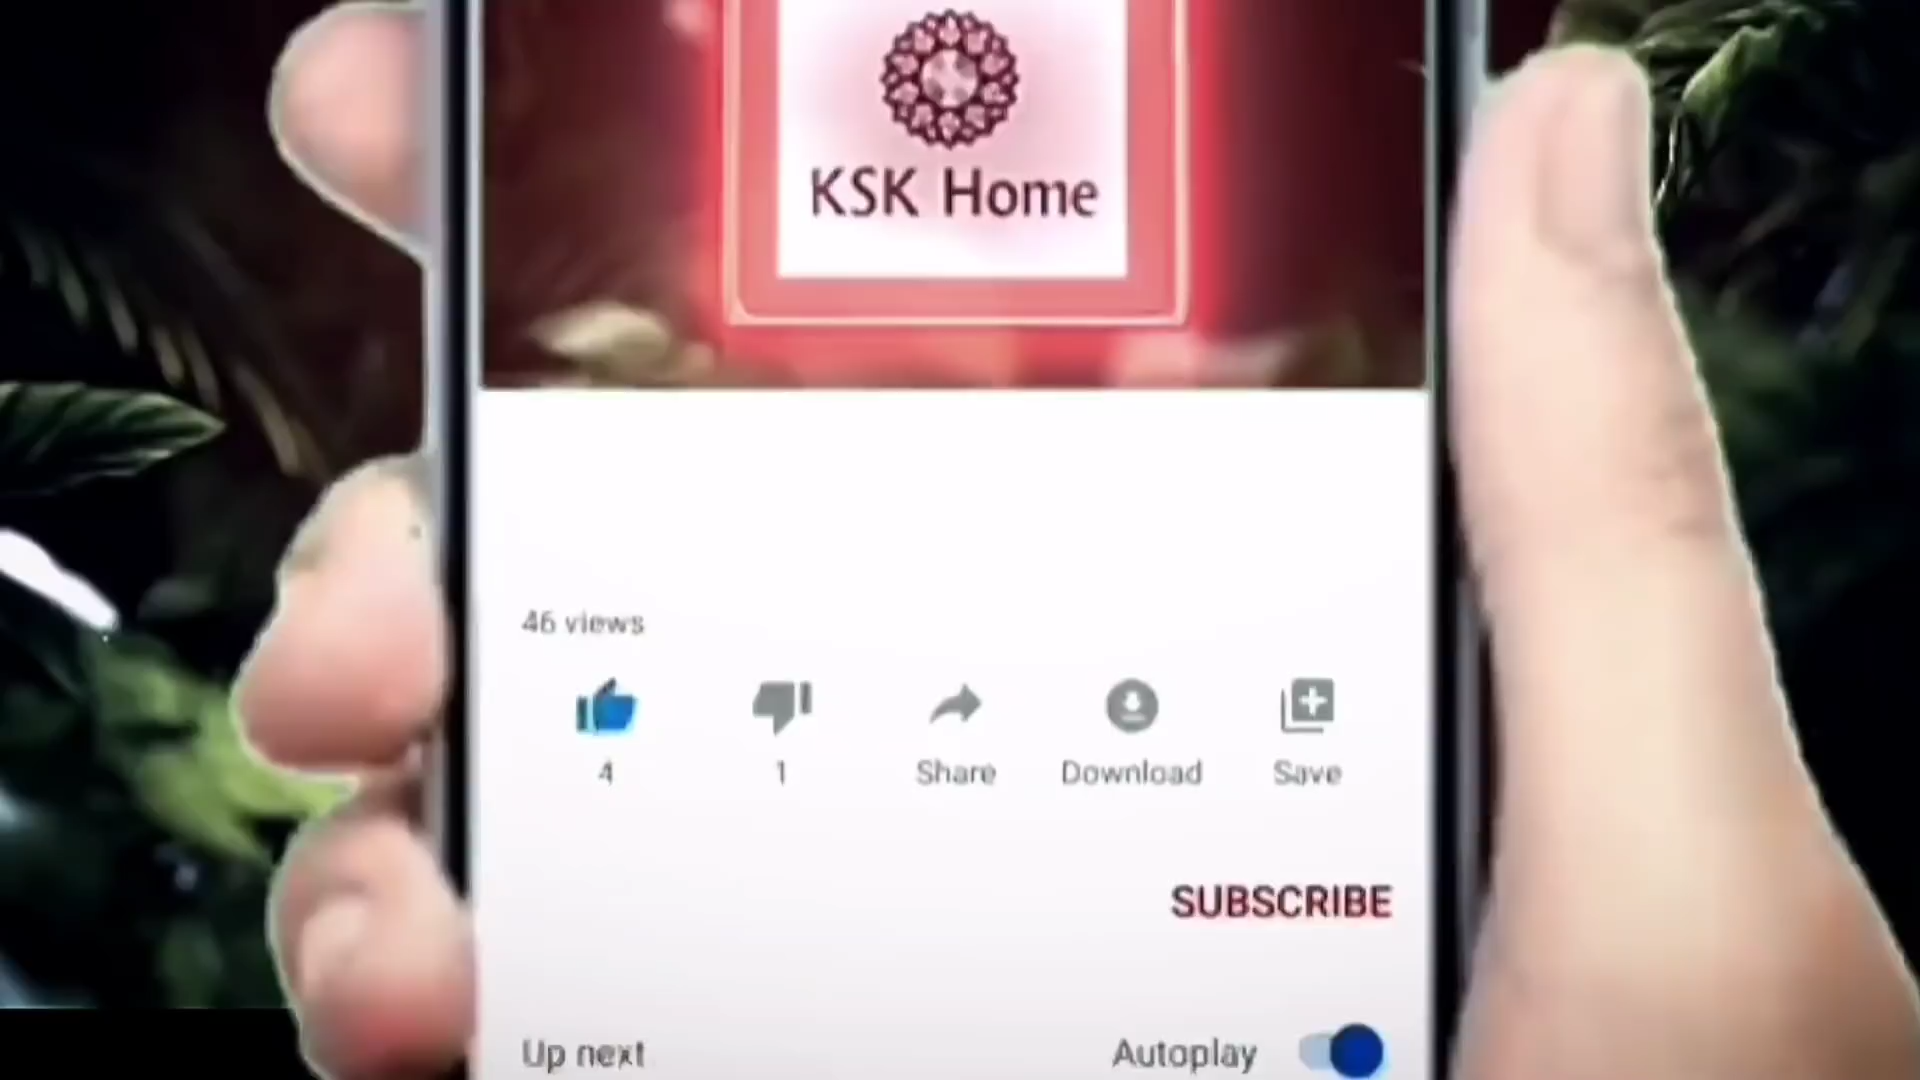 KSK Home
46 views
4
1
Share
Download
Save
SUBSCRIBE
Up next
Autoplay